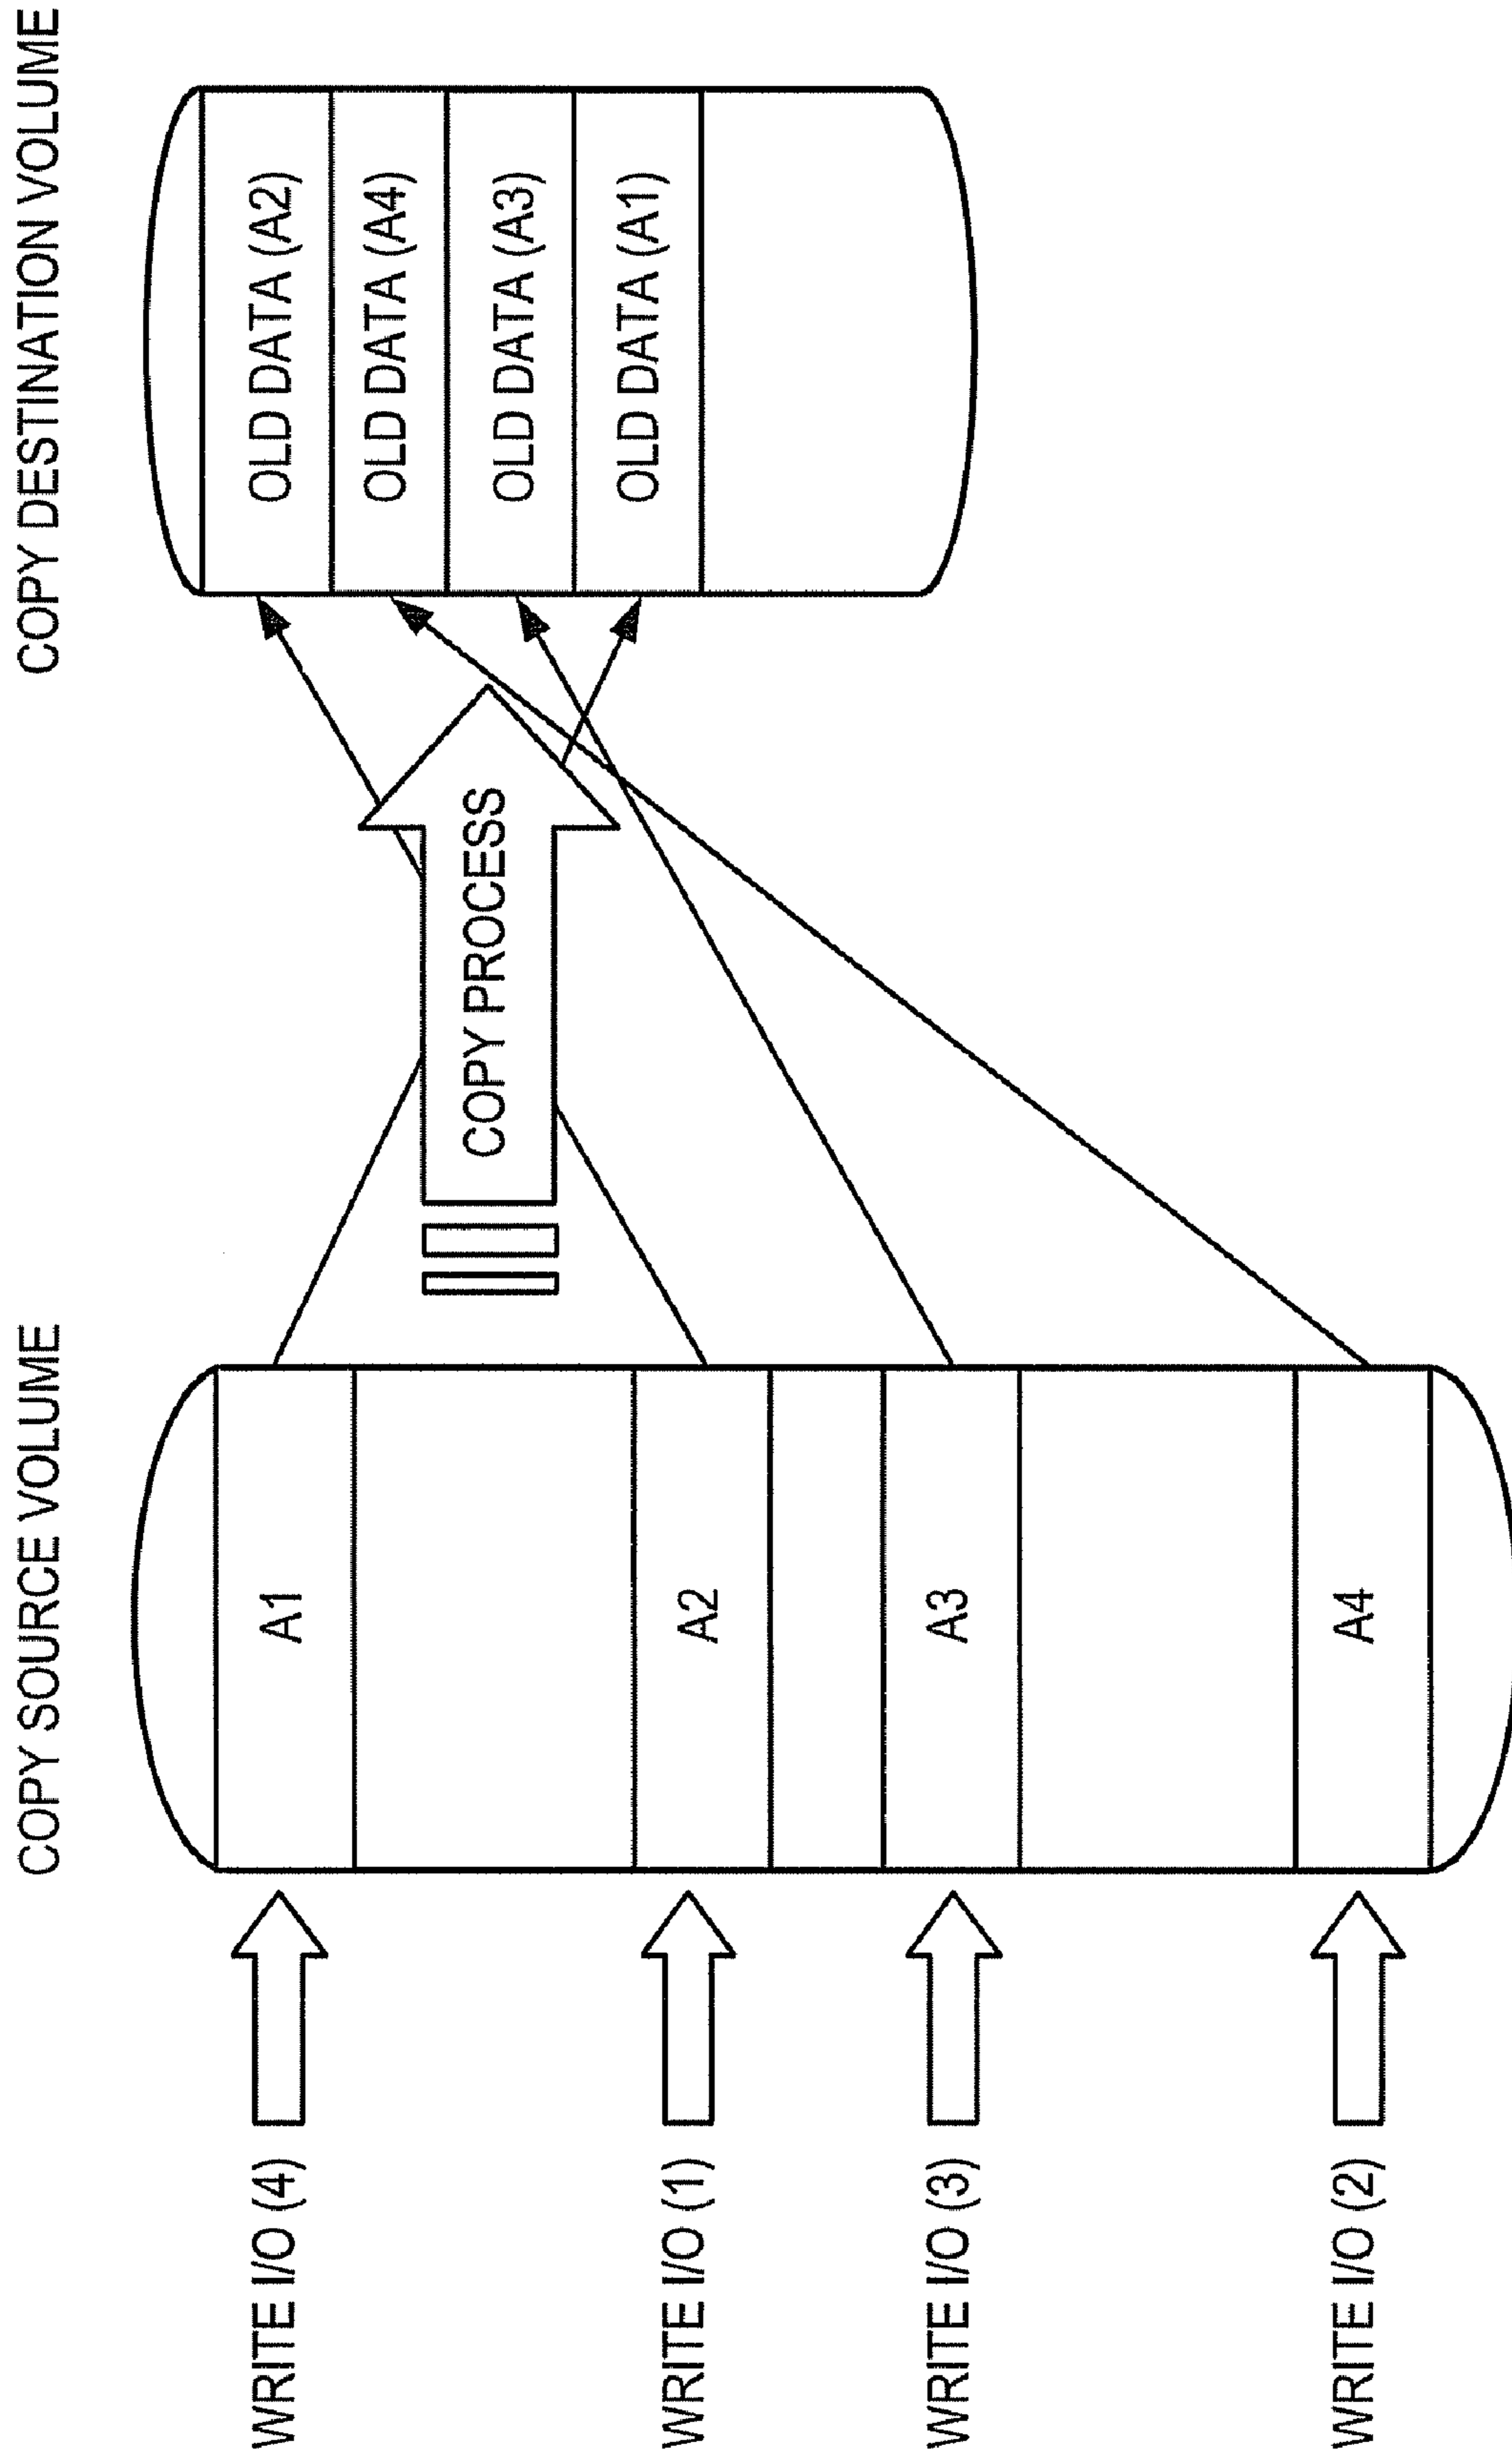 COPY SOURCE VOLUME
COPY DESTINATION VOLUME
WRITE I/O (4)
A1
WRITE I/O (1)
A2
WRITE I/O (3)
A3
WRITE I/O (2)
A4
COPY PROCESS
OLD DATA (A2)
OLD DATA (A4)
OLD DATA (A3)
OLD DATA (A1)